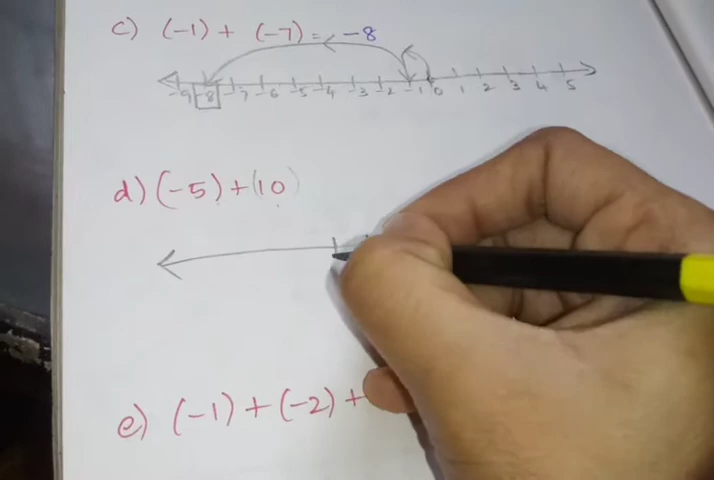 c) (-1) + (-7) = -8
-9 -8 -7 -6 -5 -4 -3 -2 -1 0 1 2 3 4 5
d) (-5) + (10)
e) (-1) + (-2) +